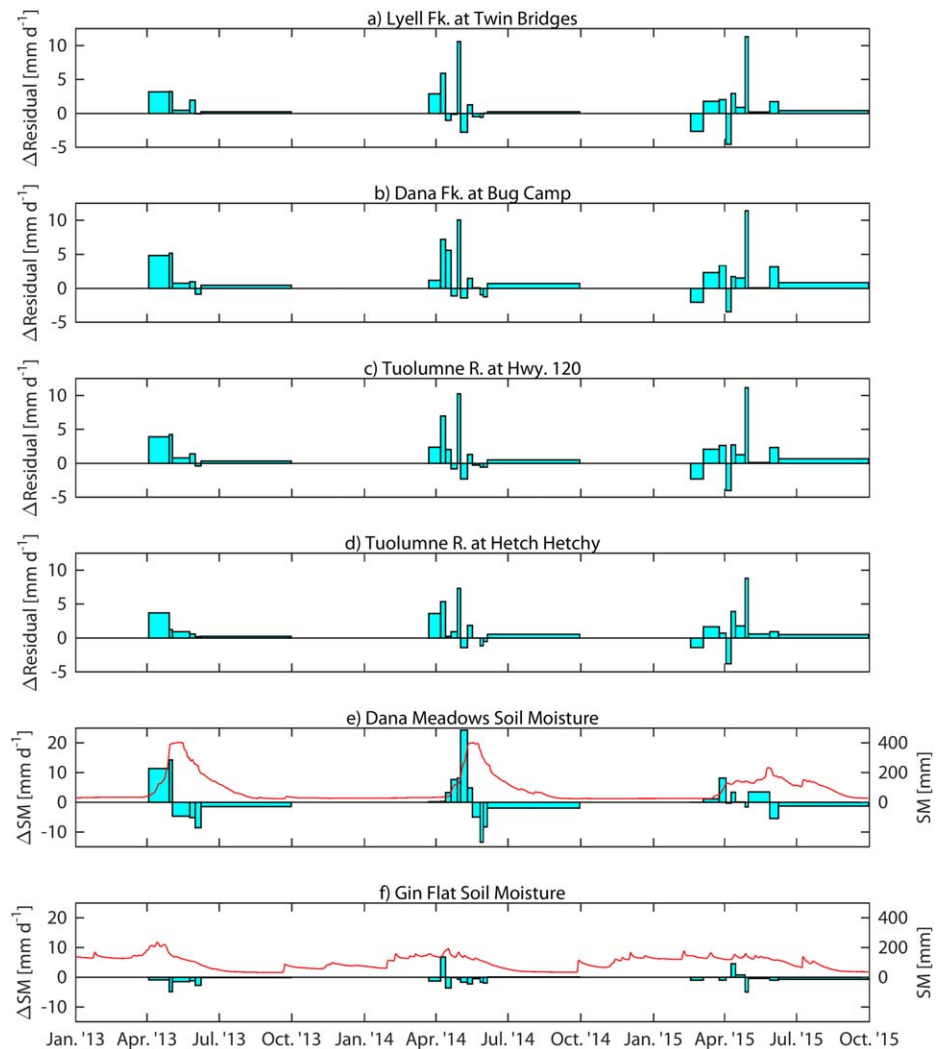 a) Lyell Fk. at Twin Bridges
ΔResidual [mm d⁻¹]
10
5
0
-5
b) Dana Fk. at Bug Camp
ΔResidual [mm d⁻¹]
10
5
0
-5
c) Tuolumne R. at Hwy. 120
ΔResidual [mm d⁻¹]
10
5
0
-5
d) Tuolumne R. at Hetch Hetchy
ΔResidual [mm d⁻¹]
10
5
0
-5
e) Dana Meadows Soil Moisture
ΔSM [mm d⁻¹]
20
10
0
-10
400
200
0
SM [mm]
f) Gin Flat Soil Moisture
ΔSM [mm d⁻¹]
20
10
0
-10
400
200
0
SM [mm]
Jan. '13 Apr. '13 Jul. '13 Oct. '13 Jan. '14 Apr. '14 Jul. '14 Oct. '14 Jan. '15 Apr. '15 Jul. '15 Oct. '15